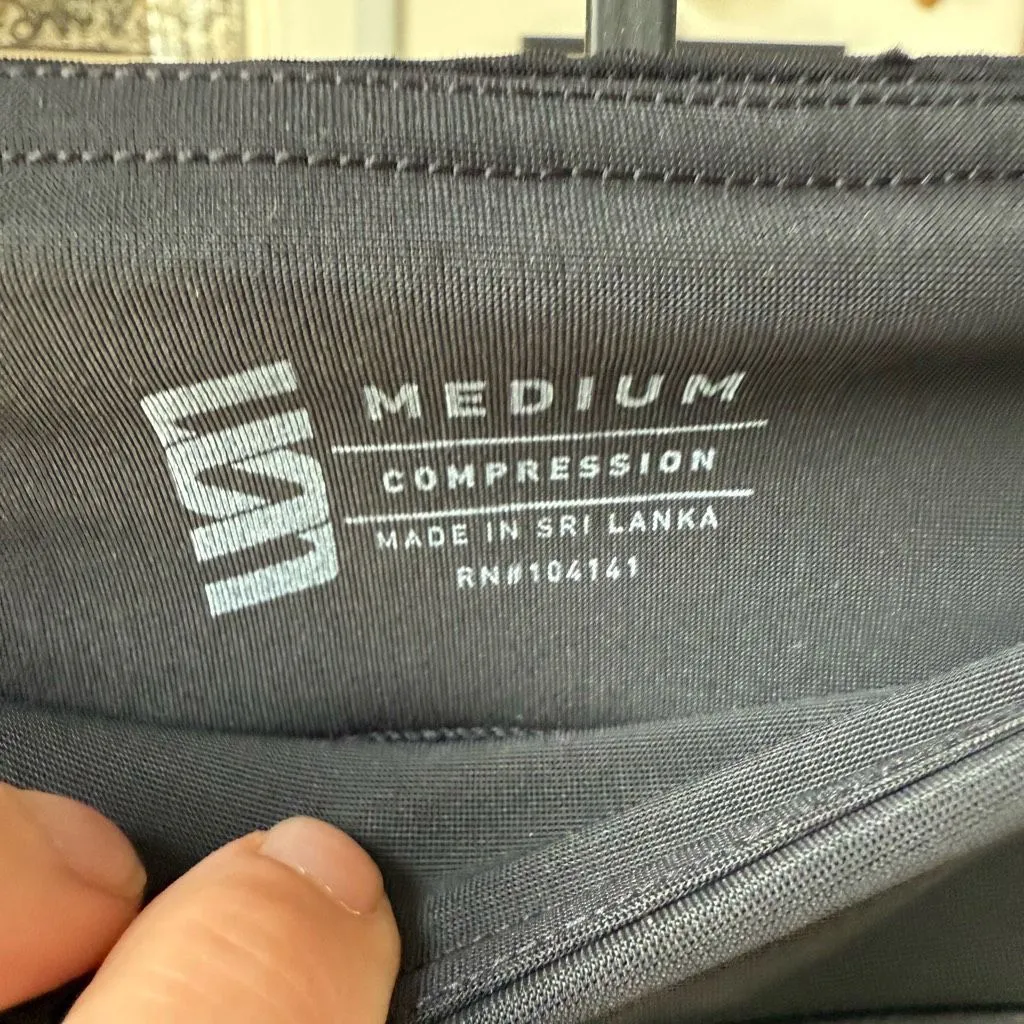 MEDIUM
COMPRESSION
MADE IN SRI LANKA
RN#104141